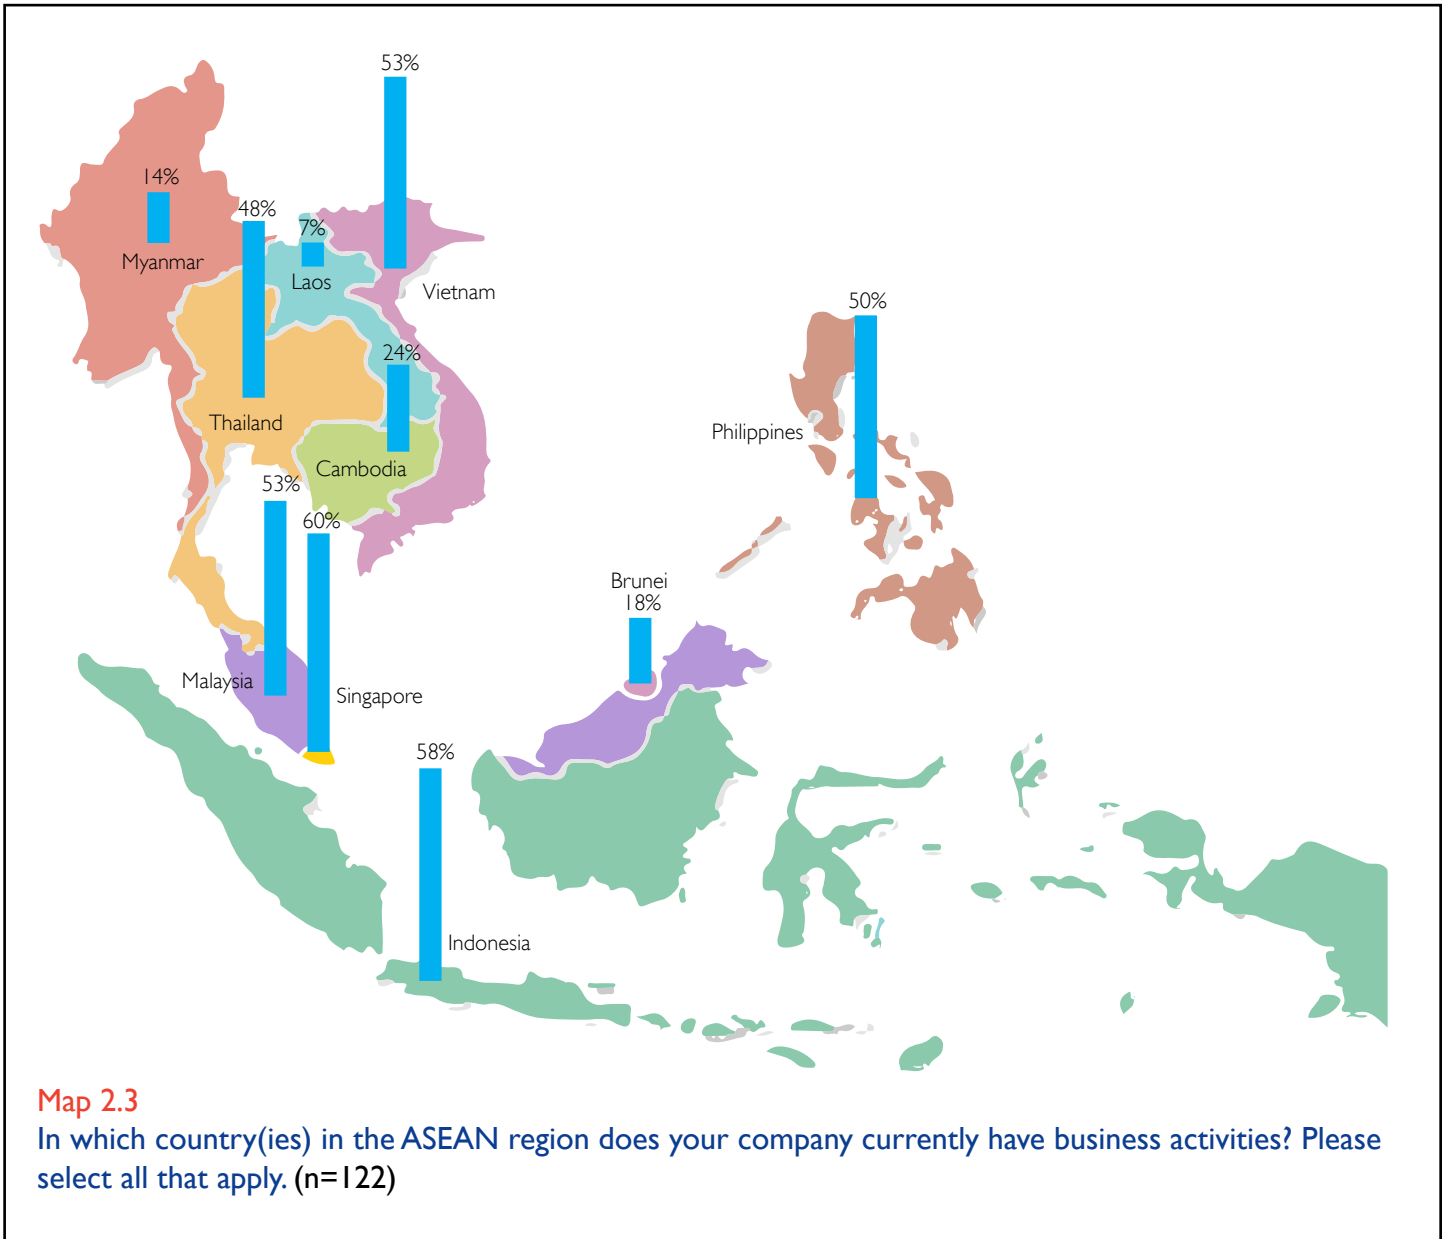 53%
14%
48%
7%
Myanmar
Laos
Vietnam
50%
24%
Thailand
Philippines
Cambodia
53%
60%
Brunei
18%
Malaysia
Singapore
58%
Indonesia
Map 2.3
In which country(ies) in the ASEAN region does your company currently have business activities? Please
select all that apply. (n=122)